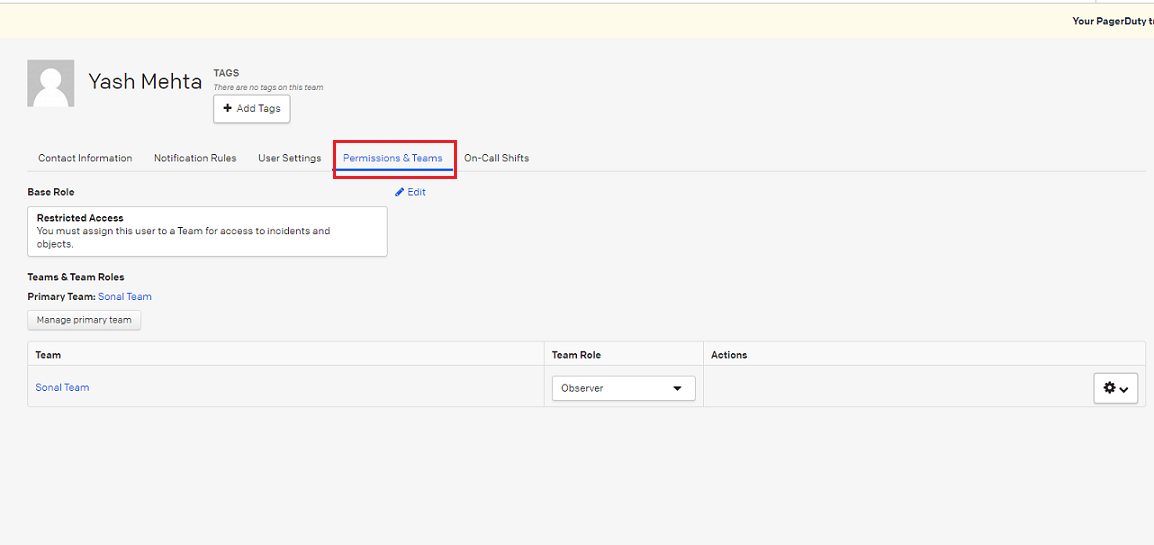 Your PagerDuty
Yash Mehta
TAGS
There are no tags on this team
+ Add Tags
Contact Information Notification Rules User Settings Permissions & Teams On-Call Shifts
Base Role Edit
Restricted Access
You must assign this user to a Team for access to incidents and
objects.
Teams & Team Roles
Primary Team: Sonal Team
Manage primary team
Team Team Role Actions
Sonal Team Observer